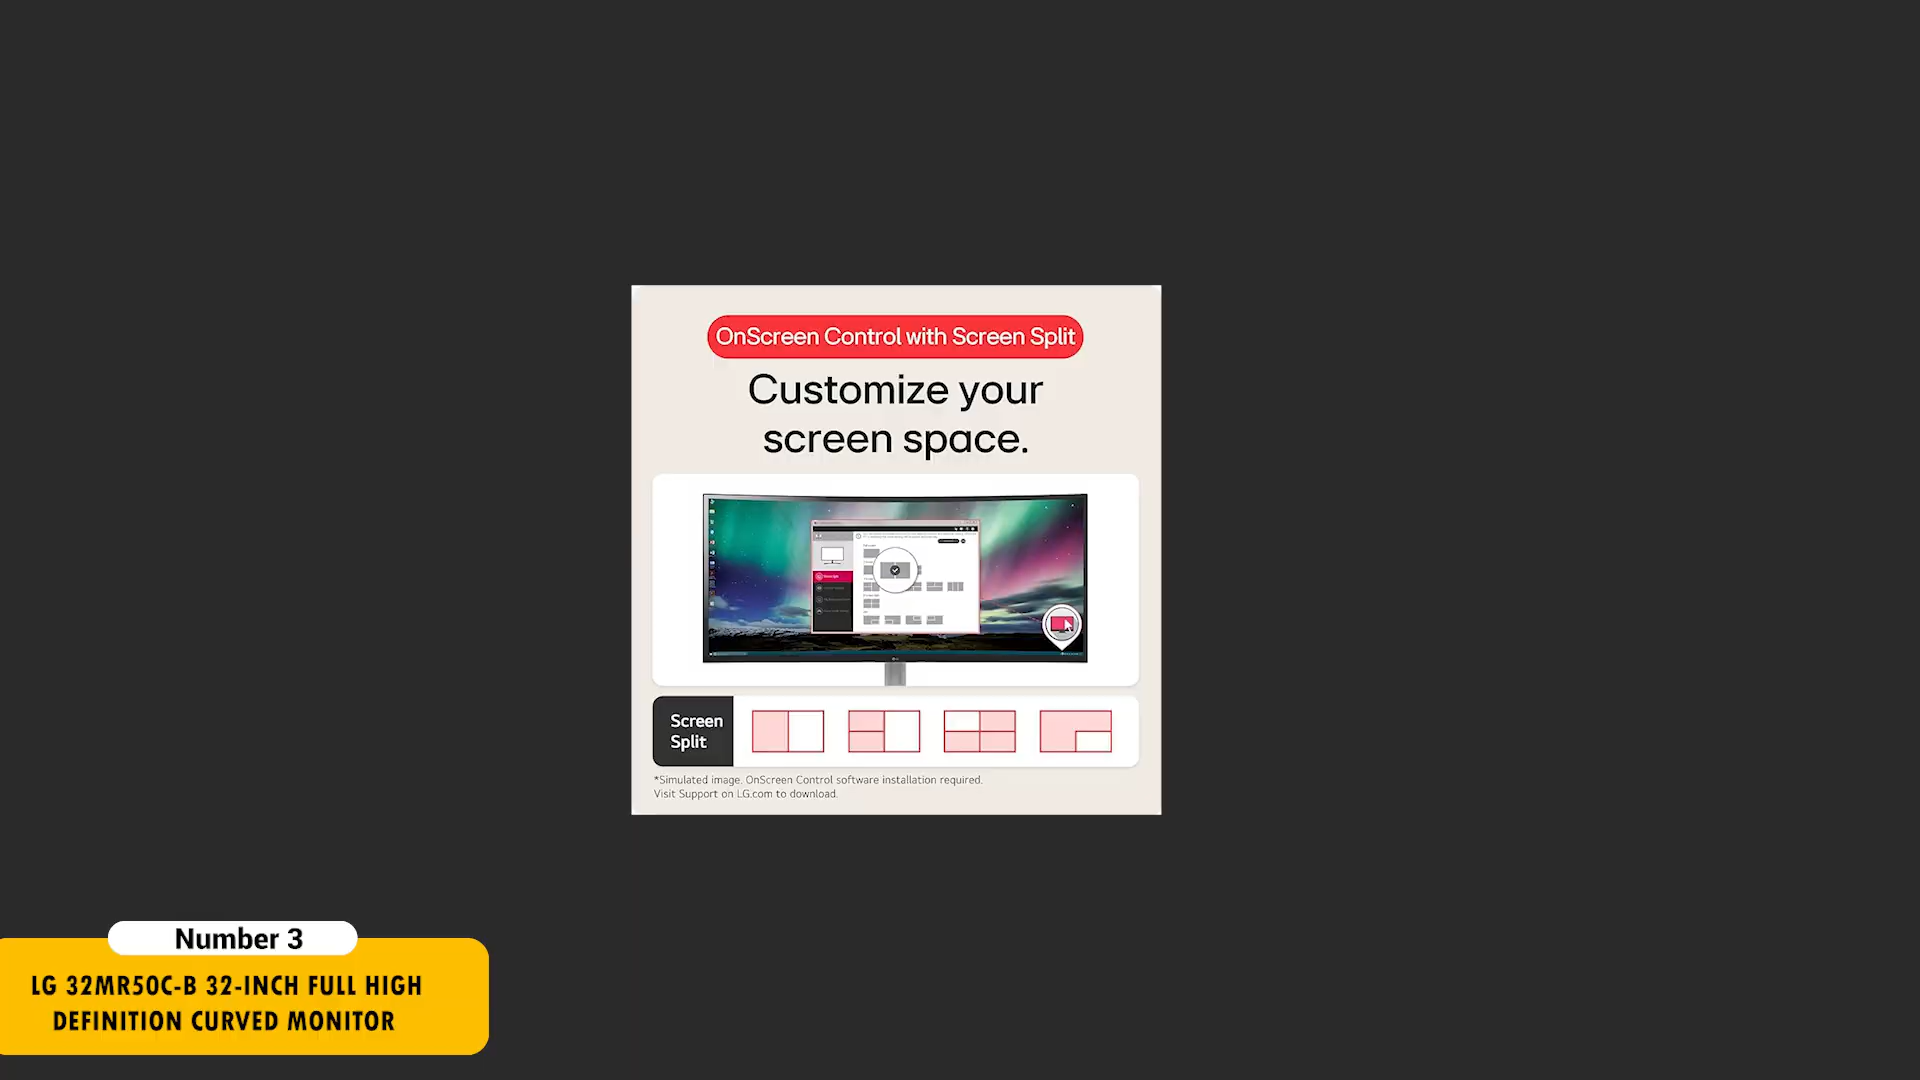 OnScreen Control with Screen Split
Customize your
screen space.
Screen
Split
*Simulated image. OnScreen Control software installation required.
Visit Support on LG.com to download.
Number 3
LG 32MR50C-B 32-INCH FULL HIGH
DEFINITION CURVED MONITOR